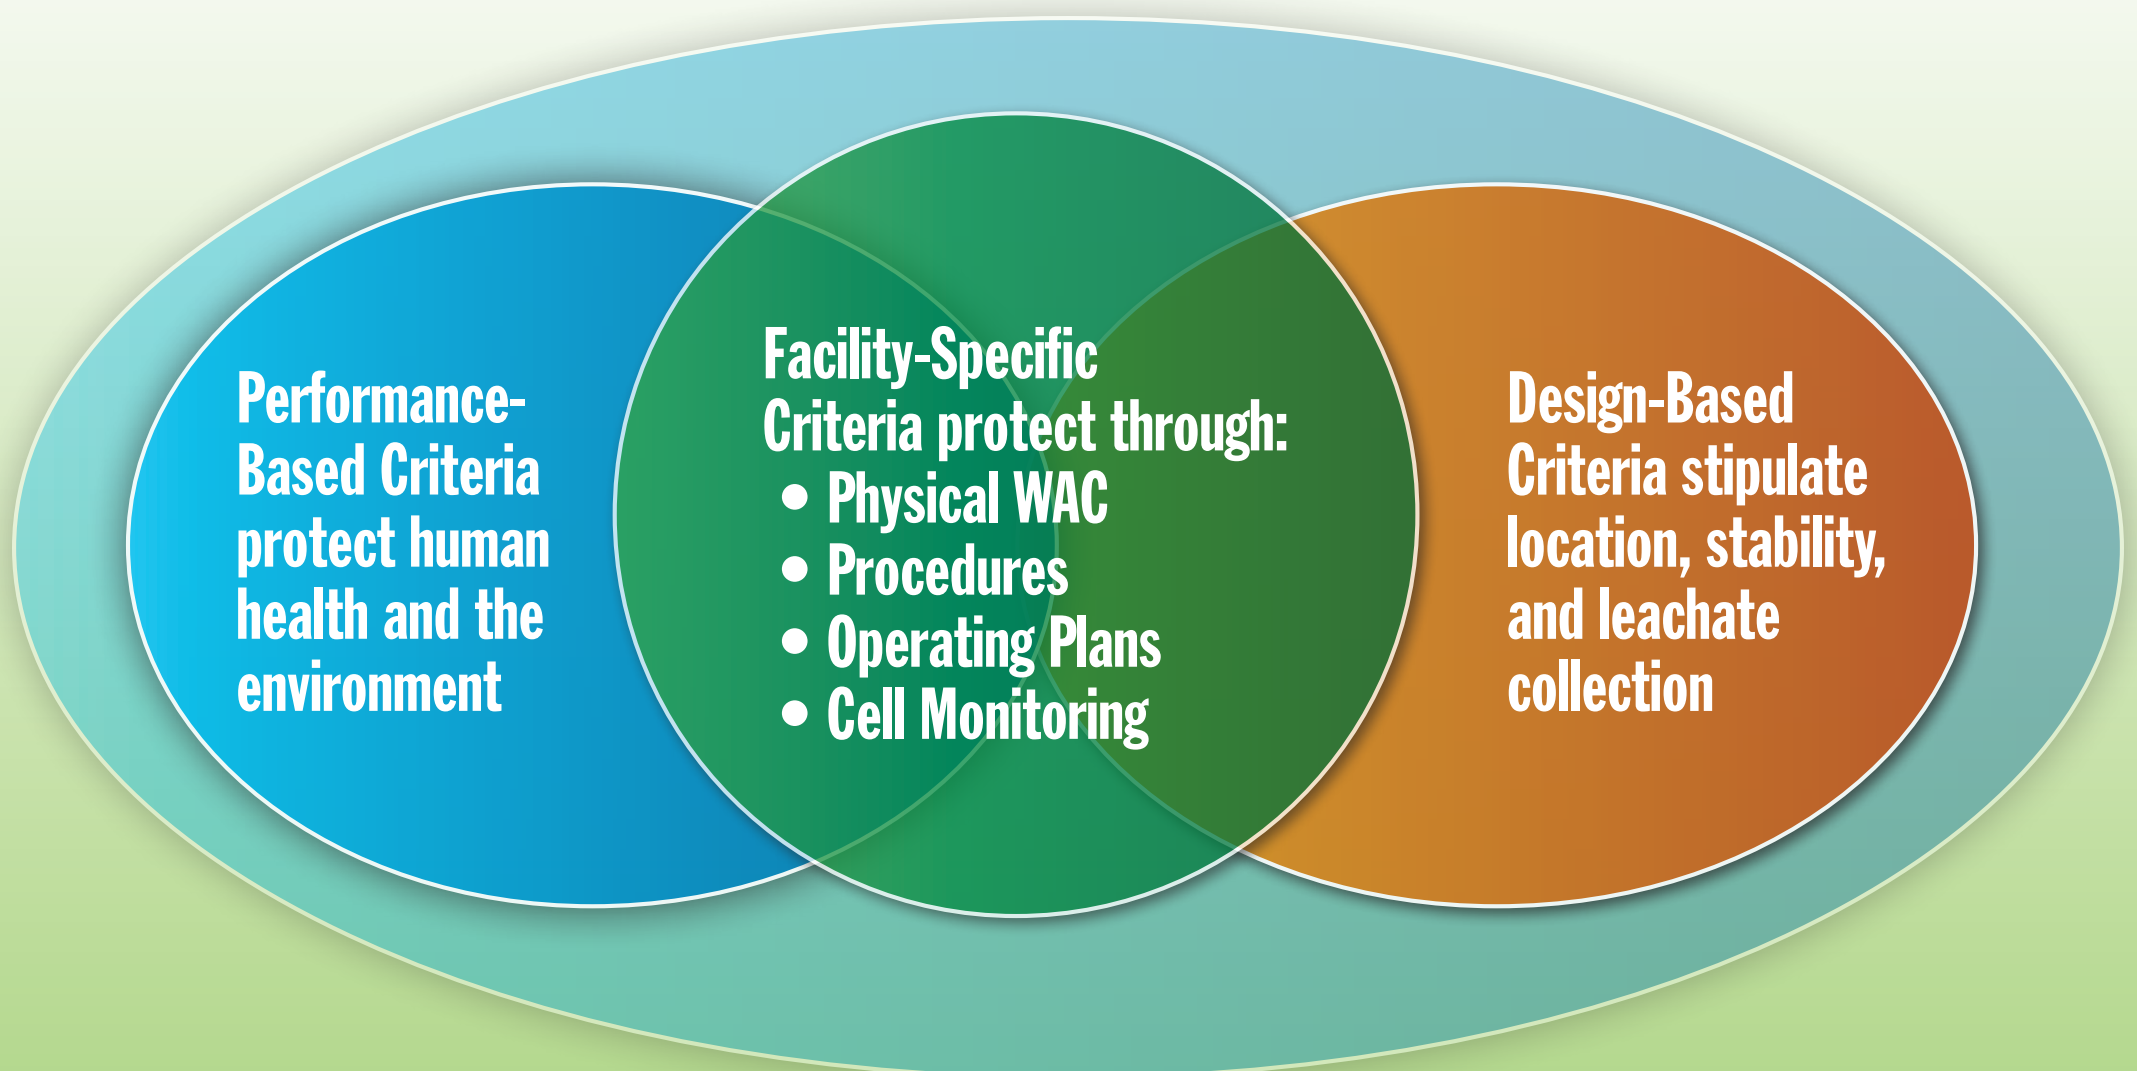 Performance-
Based Criteria
protect human
health and the
environment
Facility-Specific
Criteria protect through:
• Physical WAC
• Procedures
• Operating Plans
• Cell Monitoring
Design-Based
Criteria stipulate
location, stability,
and leachate
collection